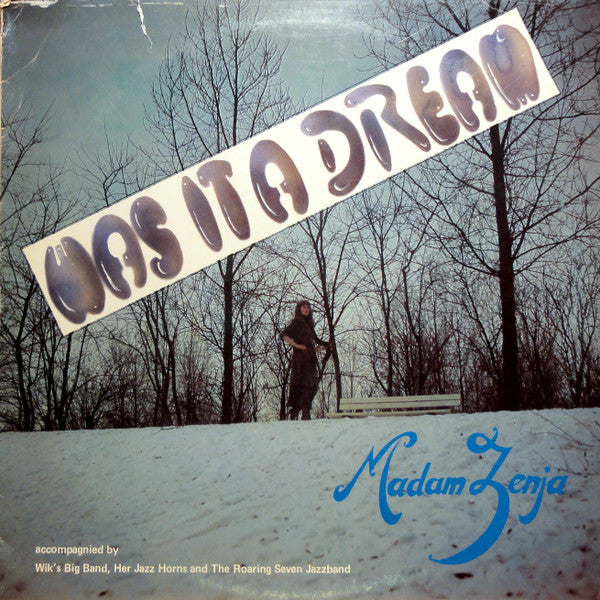 WAS IT A DREAM
Madam Zenja
accompagnied by
Wik's Big Band, Her Jazz Horns and The Roaring Seven Jazzband